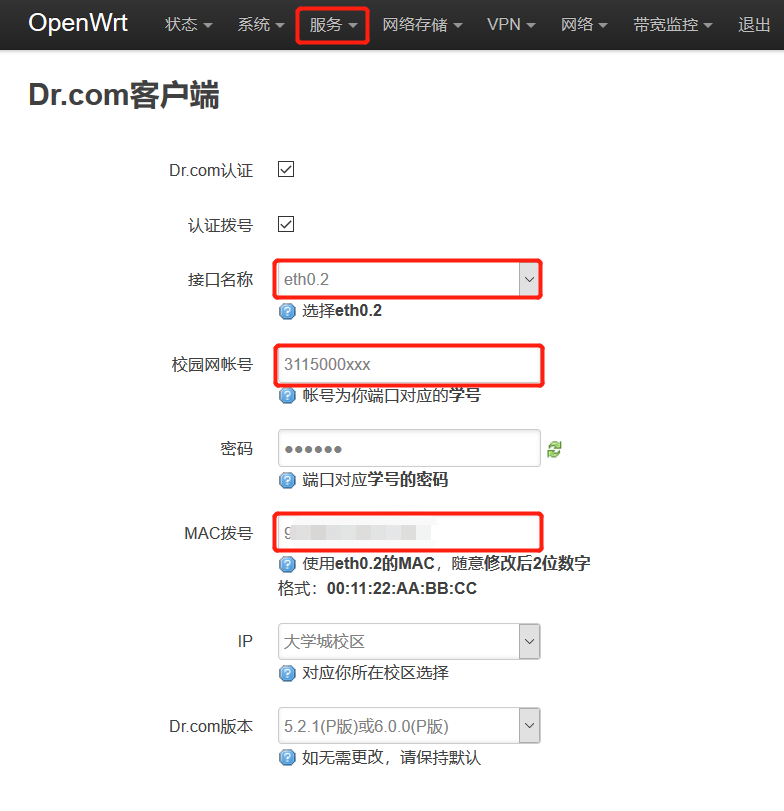 OpenWrt 状态 系统 服务 网络存储 VPN 网络 带宽监控 退出
Dr.com客户端
Dr.com认证
认证拨号
接口名称 eth0.2
选择eth0.2
校园网帐号 3115000xxx
帐号为你端口对应的学号
密码 ●●●●●●
端口对应学号的密码
MAC拨号 9
使用eth0.2的MAC，随意修改后2位数字
格式：00:11:22:AA:BB:CC
IP 大学城校区
对应你所在校区选择
Dr.com版本 5.2.1(P版)或6.0.0(P版)
如无需更改，请保持默认